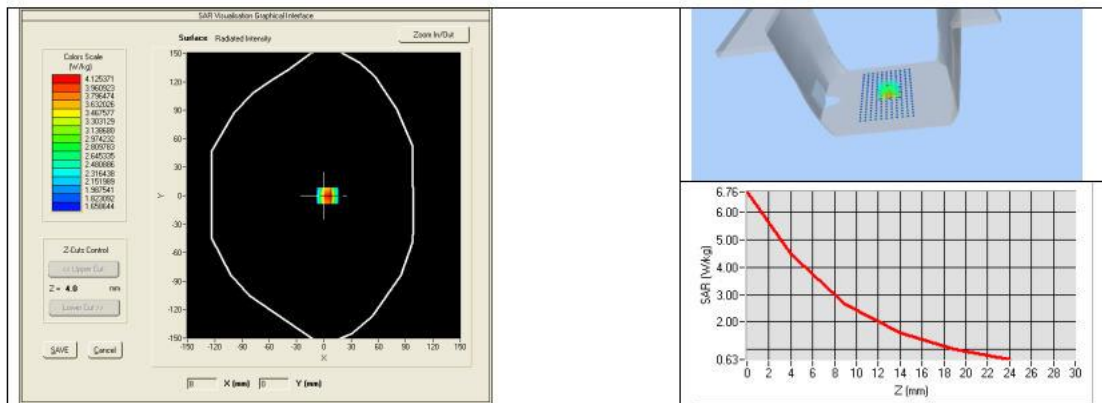 SAR Visualisation Graphical Interface
Surface Radiated Intensity
Zoom In/Out
Colors Scale
(W/kg)
4.125371
3.960923
3.796474
3.632026
3.467577
3.303129
3.138680
2.974232
2.809783
2.645335
2.480886
2.316438
2.151989
1.987541
1.823092
1.658644
Z-Cuts Control
<< Upper Cut
Z = 4.0 mm
Lower Cut >>
SAVE Cancel
150-
120-
90-
60-
30-
0-
-30-
-60-
-90-
-120-
-150-
Y
-150 -120 -90 -60 -30 0 30 60 90 120 150
X
8 X (mm) 0 Y (mm)
6.76-
6.00-
4.00-
3.00-
2.00-
0.63-
SAR (W/kg)
0 2 4 6 8 10 12 14 16 18 20 22 24 26 28 30
Z (mm)